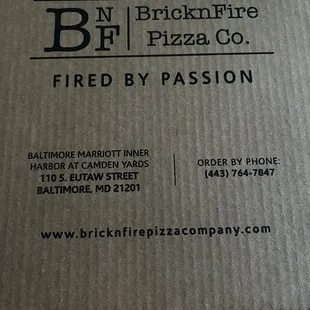 BNF | BricknFire
Pizza Co.
FIRED BY PASSION
BALTIMORE MARRIOTT INNER
HARBOR AT CAMDEN YARDS
110 S. EUTAW STREET
BALTIMORE, MD 21201
ORDER BY PHONE:
(443) 764-7847
www.bricknfirepizzacompany.com